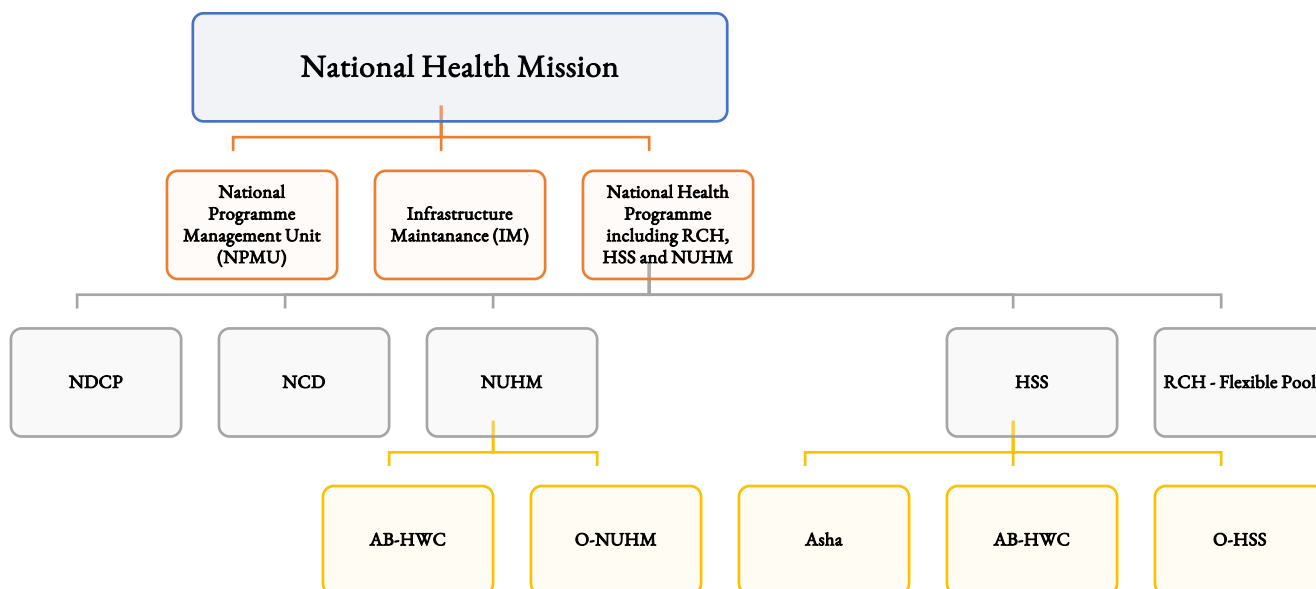 National Health Mission
National
Programme
Management Unit
(NPMU)
Infrastructure
Maintanance (IM)
National Health
Programme
including RCH,
HSS and NUHM
NDCP
NCD
NUHM
HSS
RCH - Flexible Pool
AB-HWC
O-NUHM
Asha
AB-HWC
O-HSS